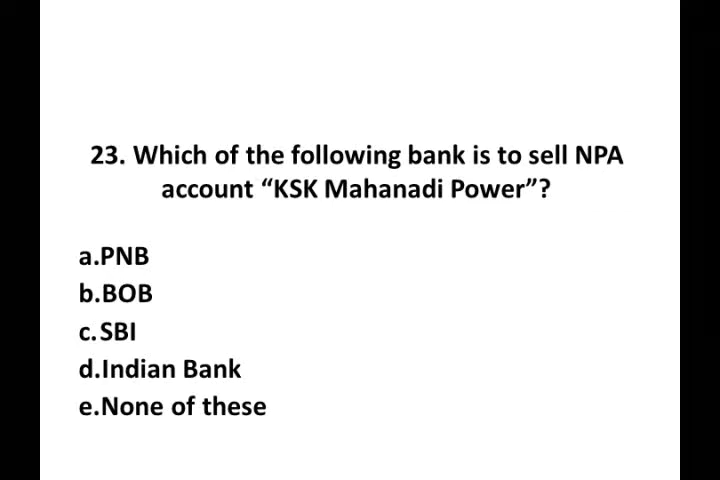 23. Which of the following bank is to sell NPA
account “KSK Mahanadi Power”?
a.PNB
b.BOB
c.SBI
d.Indian Bank
e.None of these